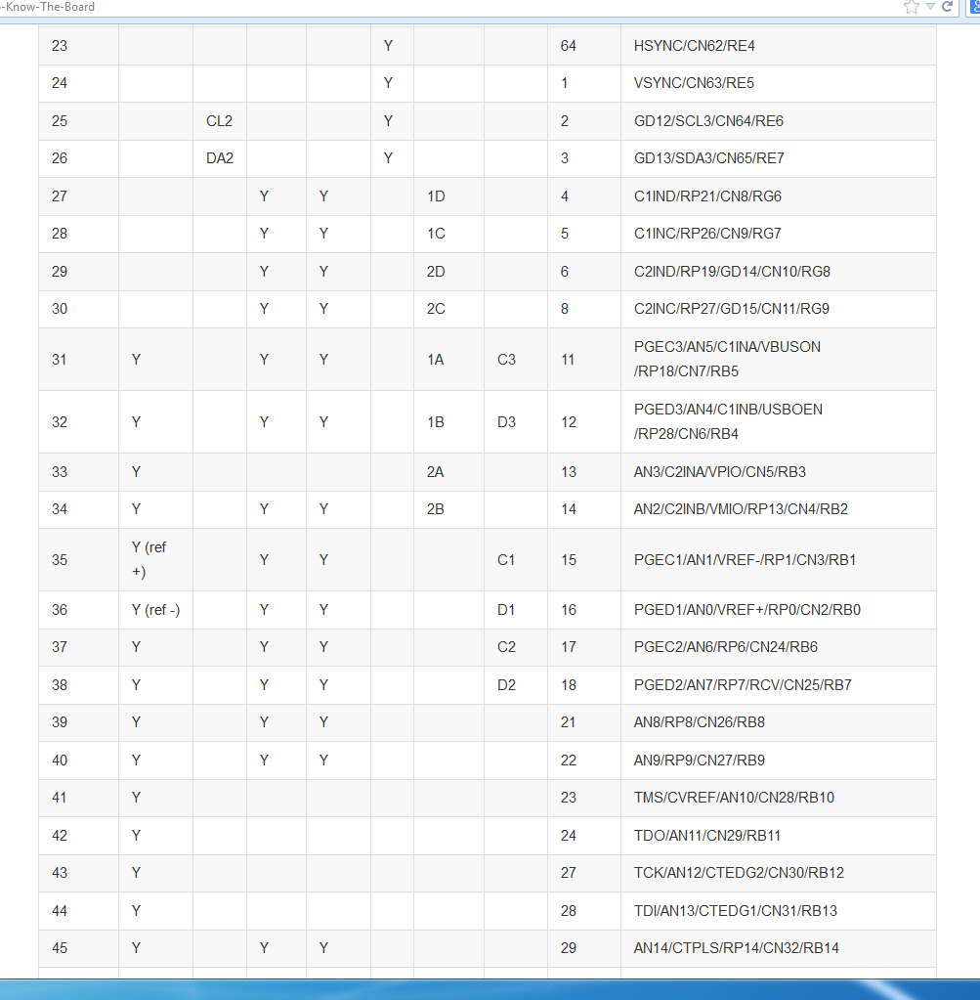 -Know-The-Board
23 Y 64 HSYNC/CN62/RE4
24 Y 1 VSYNC/CN63/RE5
25 CL2 Y 2 GD12/SCL3/CN64/RE6
26 DA2 Y 3 GD13/SDA3/CN65/RE7
27 Y Y 1D 4 C1IND/RP21/CN8/RG6
28 Y Y 1C 5 C1INC/RP26/CN9/RG7
29 Y Y 2D 6 C2IND/RP19/GD14/CN10/RG8
30 Y Y 2C 8 C2INC/RP27/GD15/CN11/RG9
31 Y Y Y 1A C3 11 PGEC3/AN5/C1INA/VBUSON
/RP18/CN7/RB5
32 Y Y Y 1B D3 12 PGED3/AN4/C1INB/USBOEN
/RP28/CN6/RB4
33 Y 2A 13 AN3/C2INA/VPIO/CN5/RB3
34 Y Y Y 2B 14 AN2/C2INB/VMIO/RP13/CN4/RB2
35 Y (ref
+) Y Y C1 15 PGEC1/AN1/VREF-/RP1/CN3/RB1
36 Y (ref -) Y Y D1 16 PGED1/AN0/VREF+/RP0/CN2/RB0
37 Y Y Y C2 17 PGEC2/AN6/RP6/CN24/RB6
38 Y Y Y D2 18 PGED2/AN7/RP7/RCV/CN25/RB7
39 Y Y Y 21 AN8/RP8/CN26/RB8
40 Y Y Y 22 AN9/RP9/CN27/RB9
41 Y 23 TMS/CVREF/AN10/CN28/RB10
42 Y 24 TDO/AN11/CN29/RB11
43 Y 27 TCK/AN12/CTEDG2/CN30/RB12
44 Y 28 TDI/AN13/CTEDG1/CN31/RB13
45 Y Y Y 29 AN14/CTPLS/RP14/CN32/RB14